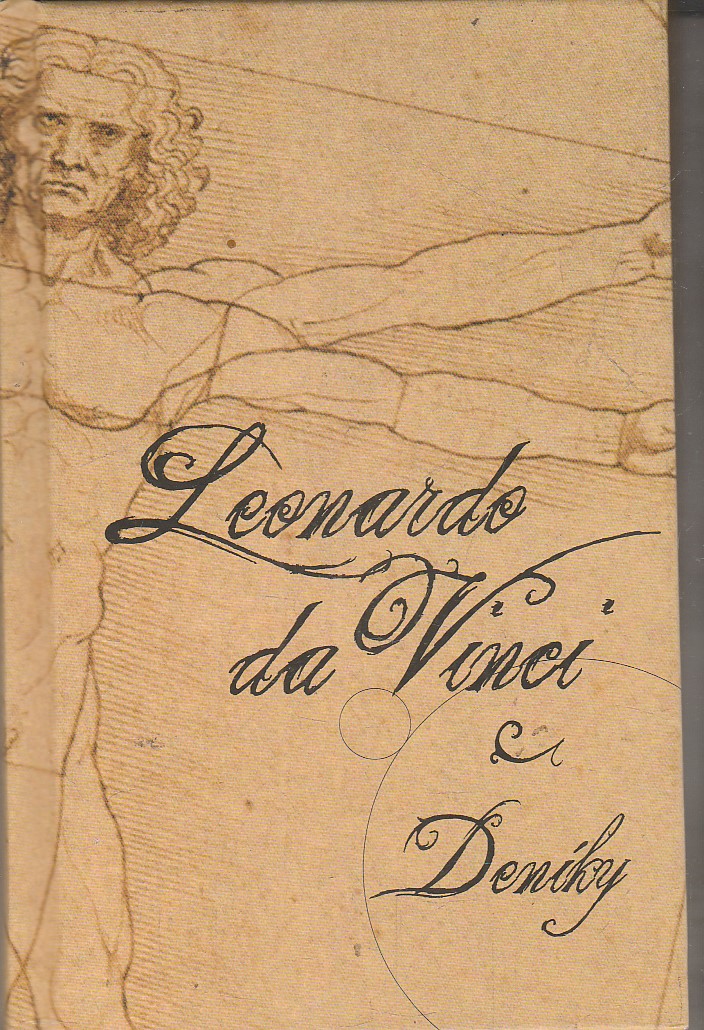 Leonardo
da Vinci
Deníky